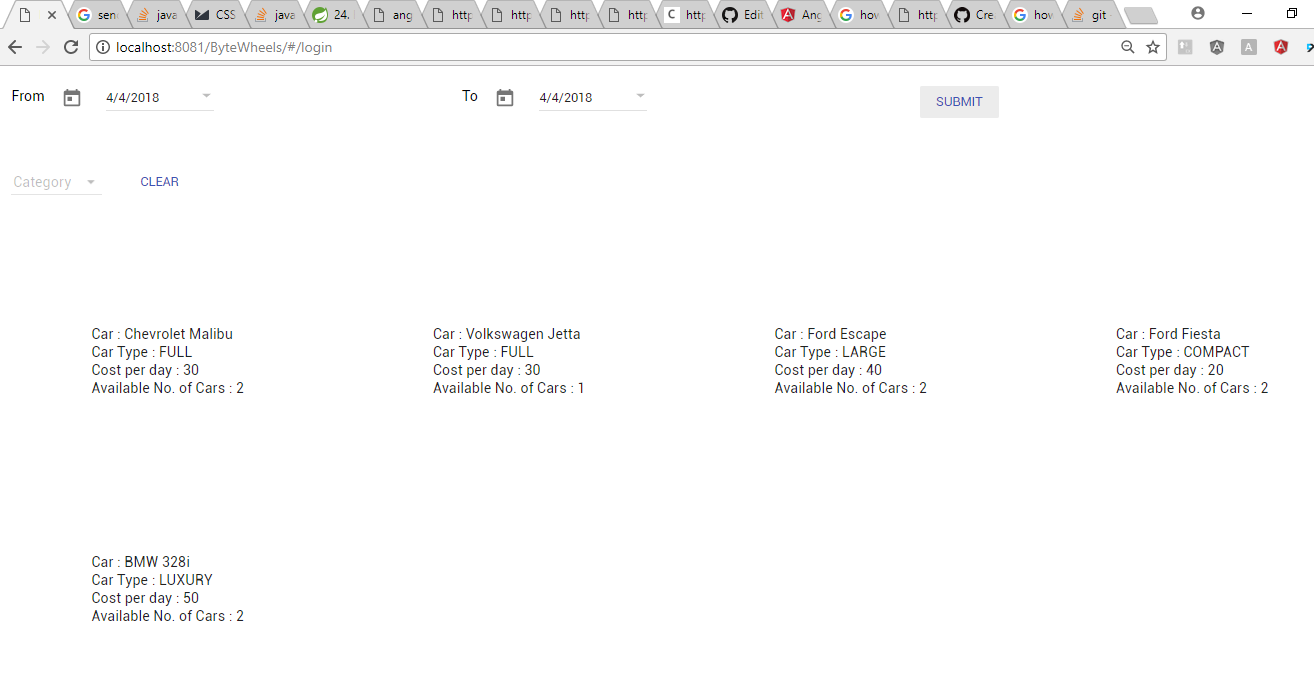 sen
java
CSS
java
24.
ang
http
http
http
http
C
http
Edit
Ang
hov
http
Crea
hov
git
localhost:8081/ByteWheels/#/login
From 4/4/2018 To 4/4/2018 SUBMIT
Category CLEAR
Car : Chevrolet Malibu
Car Type : FULL
Cost per day : 30
Available No. of Cars : 2
Car : Volkswagen Jetta
Car Type : FULL
Cost per day : 30
Available No. of Cars : 1
Car : Ford Escape
Car Type : LARGE
Cost per day : 40
Available No. of Cars : 2
Car : Ford Fiesta
Car Type : COMPACT
Cost per day : 20
Available No. of Cars : 2
Car : BMW 328i
Car Type : LUXURY
Cost per day : 50
Available No. of Cars : 2